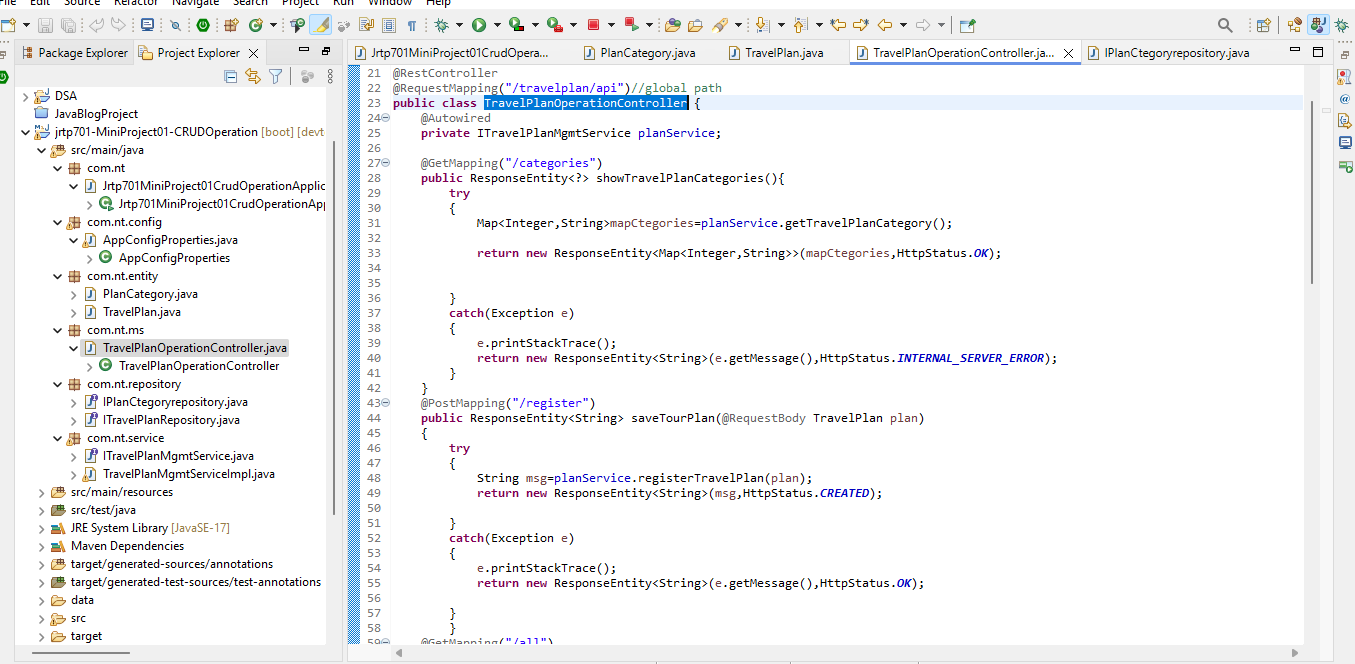 File Edit Source Refactor Navigate Search Project Run Window Help
Package Explorer Project Explorer
DSA
JavaBlogProject
jrtp701-MiniProject01-CRUDOperation [boot] [devt
src/main/java
com.nt
Jrtp701MiniProject01CrudOperationApplic
Jrtp701MiniProject01CrudOperationApp
com.nt.config
AppConfigProperties.java
AppConfigProperties
com.nt.entity
PlanCategory.java
TravelPlan.java
com.nt.ms
TravelPlanOperationController.java
TravelPlanOperationController
com.nt.repository
IPlanCtegoryrepository.java
ITravelPlanRepository.java
com.nt.service
ITravelPlanMgmtService.java
TravelPlanMgmtServiceImpl.java
src/main/resources
src/test/java
JRE System Library [JavaSE-17]
Maven Dependencies
target/generated-sources/annotations
target/generated-test-sources/test-annotations
data
src
target
Jrtp701MiniProject01CrudOpera... PlanCategory.java TravelPlan.java TravelPlanOperationController.ja... IPlanCtegoryrepository.java
21 @RestController
22 @RequestMapping("/travelplan/api")//global path
23 public class TravelPlanOperationController {
24 @Autowired
25 private ITravelPlanMgmtService planService;
26
27 @GetMapping("/categories")
28 public ResponseEntity<?> showTravelPlanCategories(){
29 try
30 {
31 Map<Integer,String>mapCtegories=planService.getTravelPlanCategory();
32
33 return new ResponseEntity<Map<Integer,String>>(mapCtegories,HttpStatus.OK);
34
35
36 }
37 catch(Exception e)
38 {
39 e.printStackTrace();
40 return new ResponseEntity<String>(e.getMessage(),HttpStatus.INTERNAL_SERVER_ERROR);
41 }
42 }
43 @PostMapping("/register")
44 public ResponseEntity<String> saveTourPlan(@RequestBody TravelPlan plan)
45 {
46 try
47 {
48 String msg=planService.registerTravelPlan(plan);
49 return new ResponseEntity<String>(msg,HttpStatus.CREATED);
50
51 }
52 catch(Exception e)
53 {
54 e.printStackTrace();
55 return new ResponseEntity<String>(e.getMessage(),HttpStatus.OK);
56
57 }
58 }
59 @GetMapping("/all")